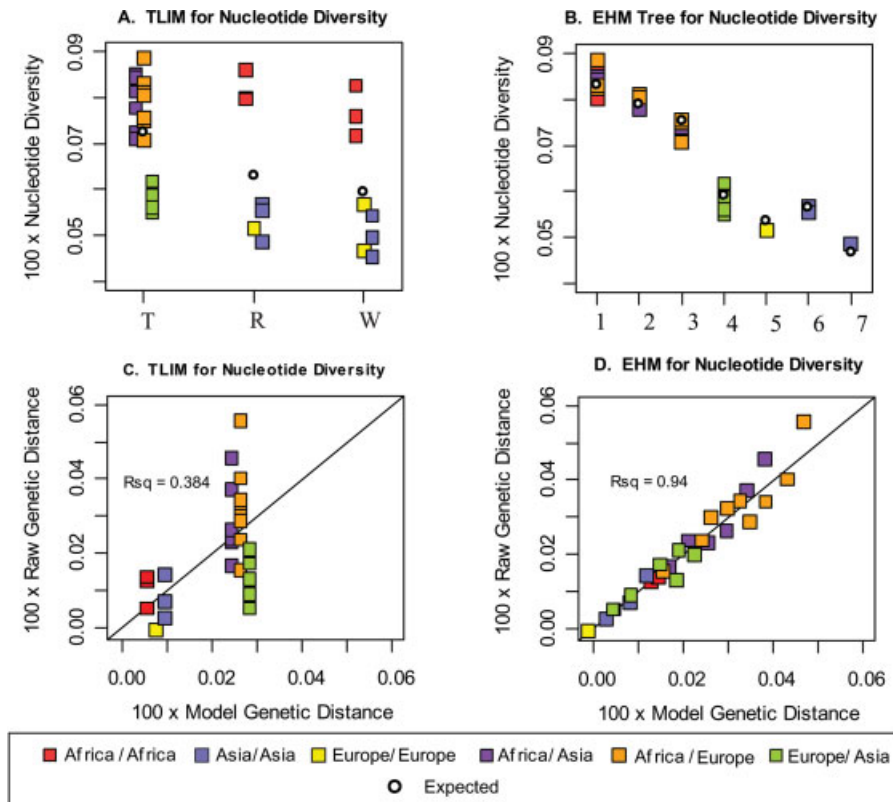 A. TLIM for Nucleotide Diversity
100 x Nucleotide Diversity
0.09
0.07
0.05
T R W
B. EHM Tree for Nucleotide Diversity
100 x Nucleotide Diversity
0.09
0.07
0.05
1 2 3 4 5 6 7
C. TLIM for Nucleotide Diversity
100 x Raw Genetic Distance
0.06
0.04
0.02
0.00
Rsq = 0.384
0.00 0.02 0.04 0.06
100 x Model Genetic Distance
D. EHM for Nucleotide Diversity
100 x Raw Genetic Distance
0.06
0.04
0.02
0.00
Rsq = 0.94
0.00 0.02 0.04 0.06
100 x Model Genetic Distance
Africa/Africa Asia/Asia Europe/Europe Africa/Asia Africa/Europe Europe/Asia
Expected